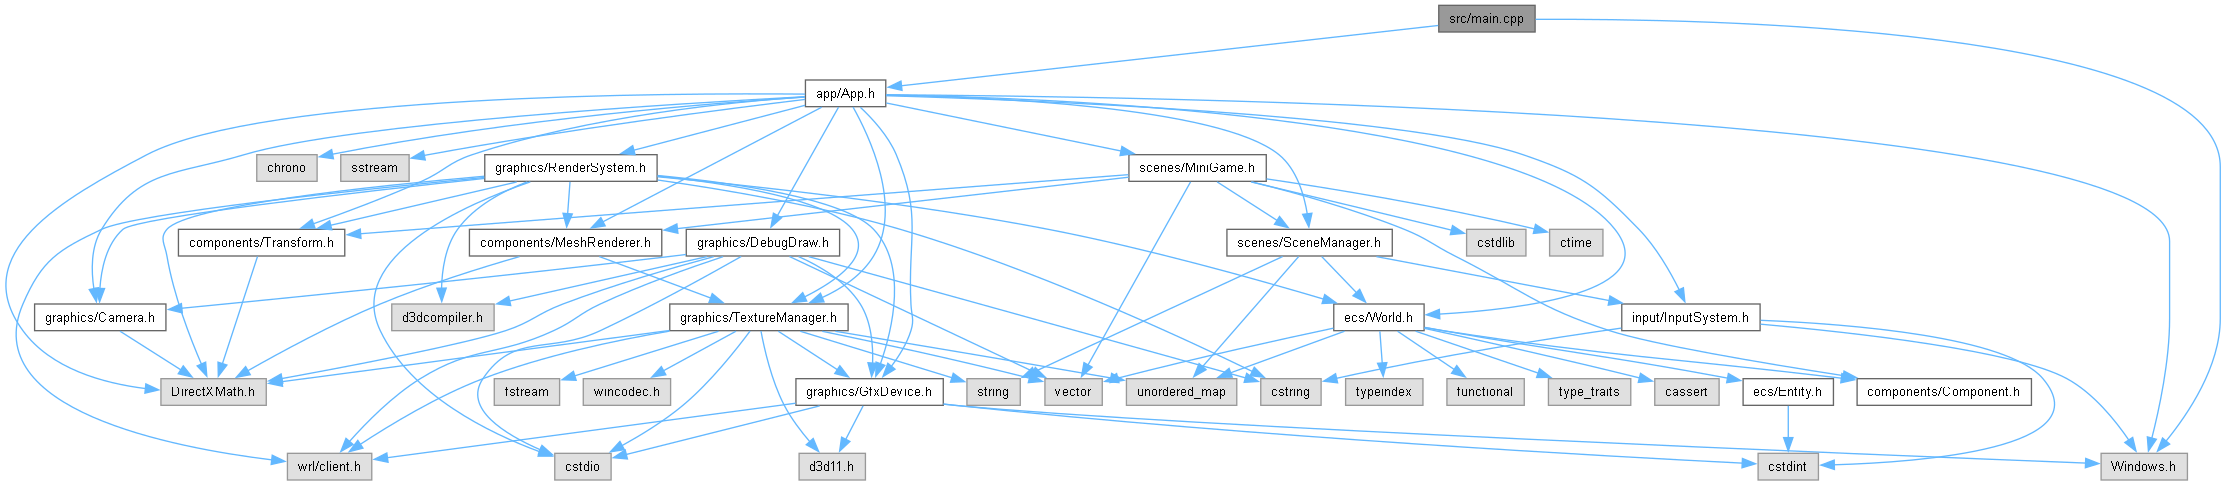 src/main.cpp
app/App.h
chrono
sstream
graphics/RenderSystem.h
scenes/MiniGame.h
components/Transform.h
components/MeshRenderer.h
graphics/DebugDraw.h
scenes/SceneManager.h
cstdlib
ctime
graphics/Camera.h
d3dcompiler.h
graphics/TextureManager.h
ecs/World.h
input/InputSystem.h
DirectXMath.h
fstream
wincodec.h
graphics/GfxDevice.h
string
vector
unordered_map
cstring
typeindex
functional
type_traits
cassert
ecs/Entity.h
components/Component.h
wrl/client.h
cstdio
d3d11.h
cstdint
Windows.h